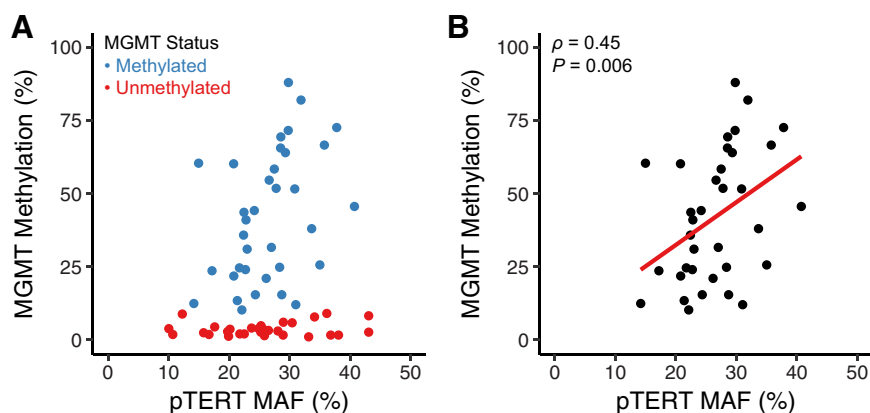 A
MGMT Status
• Methylated
• Unmethylated
MGMT Methylation (%)
100
75
50
25
0
0 10 20 30 40 50
pTERT MAF (%)
B
ρ = 0.45
P = 0.006
MGMT Methylation (%)
100
75
50
25
0
0 10 20 30 40 50
pTERT MAF (%)